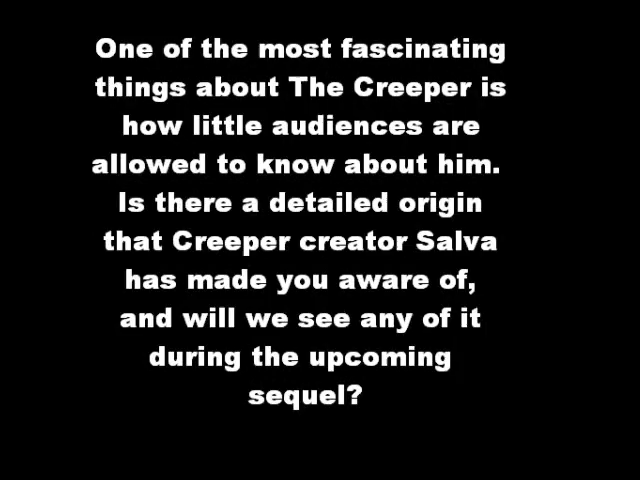 One of the most fascinating
things about The Creeper is
how little audiences are
allowed to know about him.
Is there a detailed origin
that Creeper creator Salva
has made you aware of,
and will we see any of it
during the upcoming
sequel?